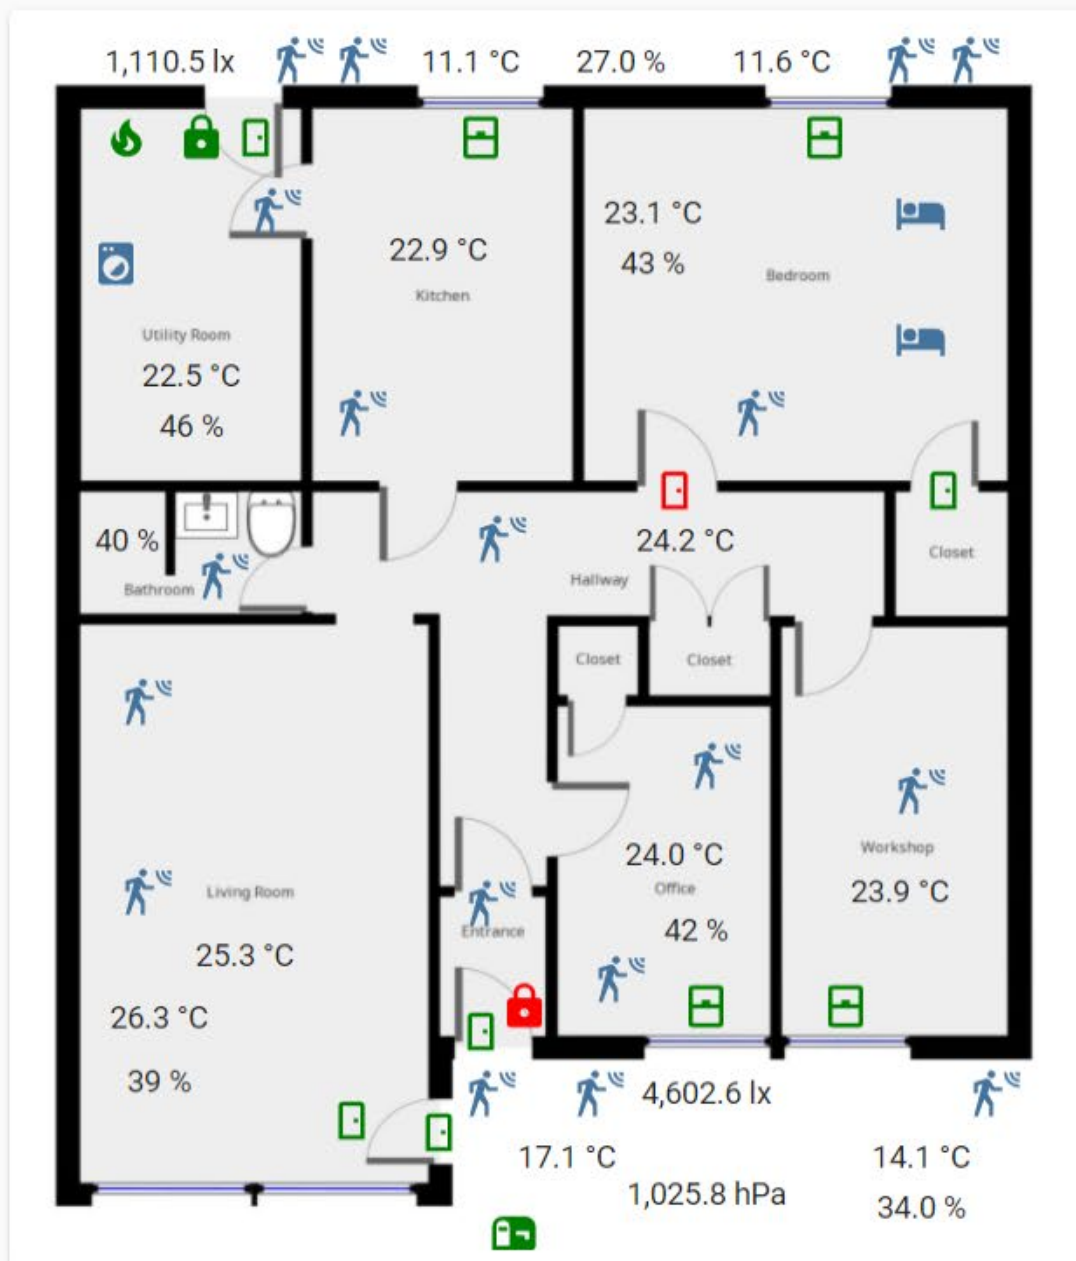 1,110.5 lx
11.1 °C
27.0 %
11.6 °C
23.1 °C
43 %
22.9 °C
Kitchen
Bedroom
Utility Room
22.5 °C
46 %
40 %
Bathroom
24.2 °C
Hallway
Closet
Closet
Closet
Living Room
25.3 °C
26.3 °C
39 %
Entrance
24.0 °C
Office
42 %
Workshop
23.9 °C
4,602.6 lx
17.1 °C
1,025.8 hPa
14.1 °C
34.0 %